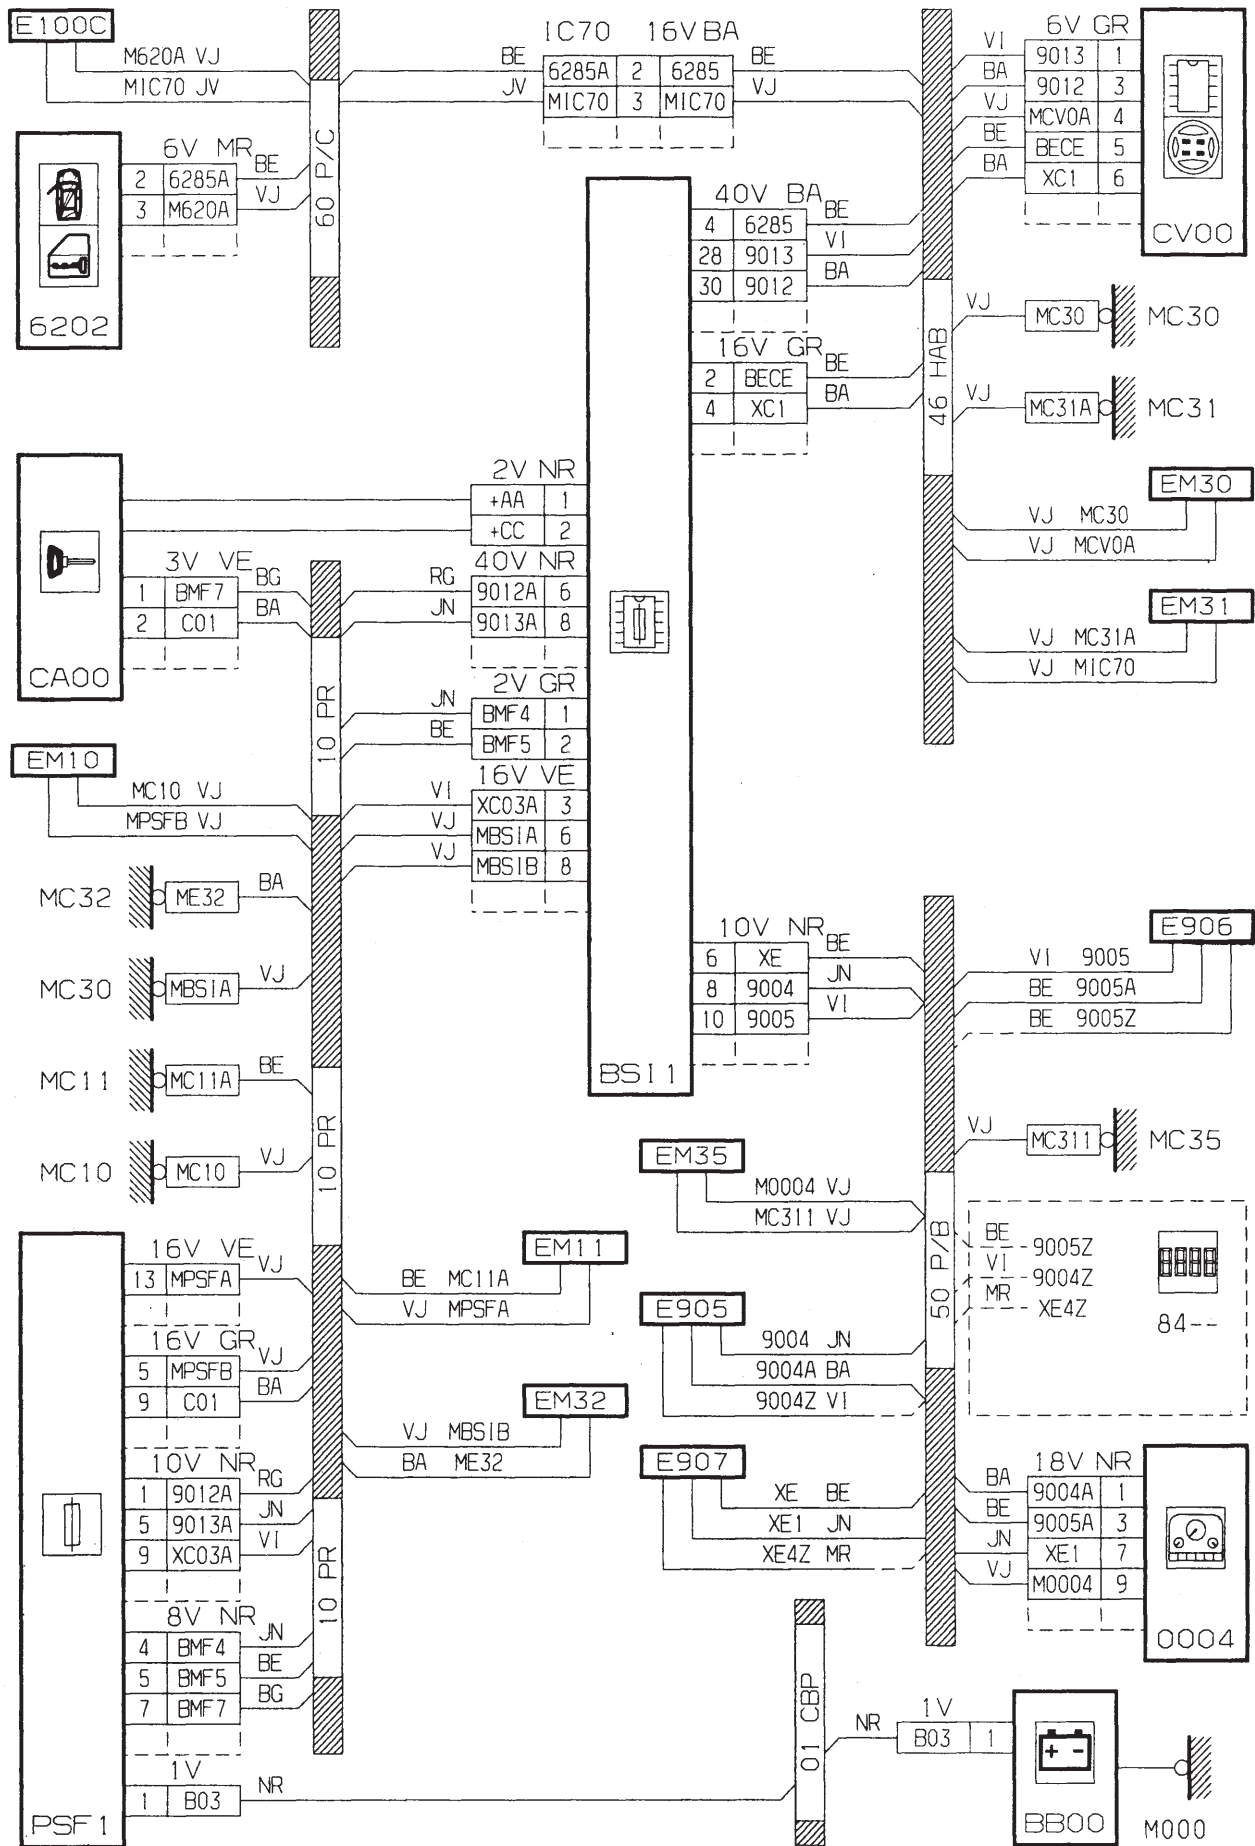 E100C
M620A VJ
MIC70 JV
6V MR
2 6285A BE
3 M620A VJ
6202
60 P/C
IC70 16V BA
BE 6285A 2 6285 BE
JV MIC70 3 MIC70 VJ
6V GR
VI 9013 1
BA 9012 3
VJ MCV0A 4
BE BECE 5
BA XC1 6
CV00
40V BA
4 6285 BE
28 9013 VI
30 9012 BA
16V GR
2 BECE BE
4 XC1 BA
46 HAB
VJ MC30 MC30
VJ MC31A MC31
EM30
VJ MC30
VJ MCV0A
EM31
VJ MC31A
VJ MIC70
2V NR
+AA 1
+CC 2
3V VE
1 BMF7 BG
2 C01 BA
CA00
40V NR
RG 9012A 6
JN 9013A 8
10 PR
2V GR
JN BMF4 1
BE BMF5 2
16V VE
VI XC03A 3
VJ MBSIA 6
VJ MBSIB 8
EM10
MC10 VJ
MPSFB VJ
MC32 ME32 BA
MC30 MBSIA VJ
MC11 MC11A BE
MC10 MC10 VJ
10 PR
10V NR
6 XE BE
8 9004 JN
10 9005 VI
BSI1
E906
VI 9005
BE 9005A
BE 9005Z
VJ MC311 MC35
EM35
M0004 VJ
MC311 VJ
50 P/B
BE 9005Z
VI 9004Z
MR XE4Z
84--
16V VE
13 MPSFA VJ
16V GR
5 MPSFB VJ
9 C01 BA
10V NR
1 9012A RG
5 9013A JN
9 XC03A VI
8V NR
4 BMF4 JN
5 BMF5 BE
7 BMF7 BG
1V
1 B03 NR
PSF1
10 PR
EM11
BE MC11A
VJ MPSFA
EM32
VJ MBSIB
BA ME32
E905
9004 JN
9004A BA
9004Z VI
E907
XE BE
XE1 JN
XE4Z MR
18V NR
BA 9004A 1
BE 9005A 3
JN XE1 7
VJ M0004 9
0004
01 CBP
1V
NR B03 1
+ -
BB00
M000